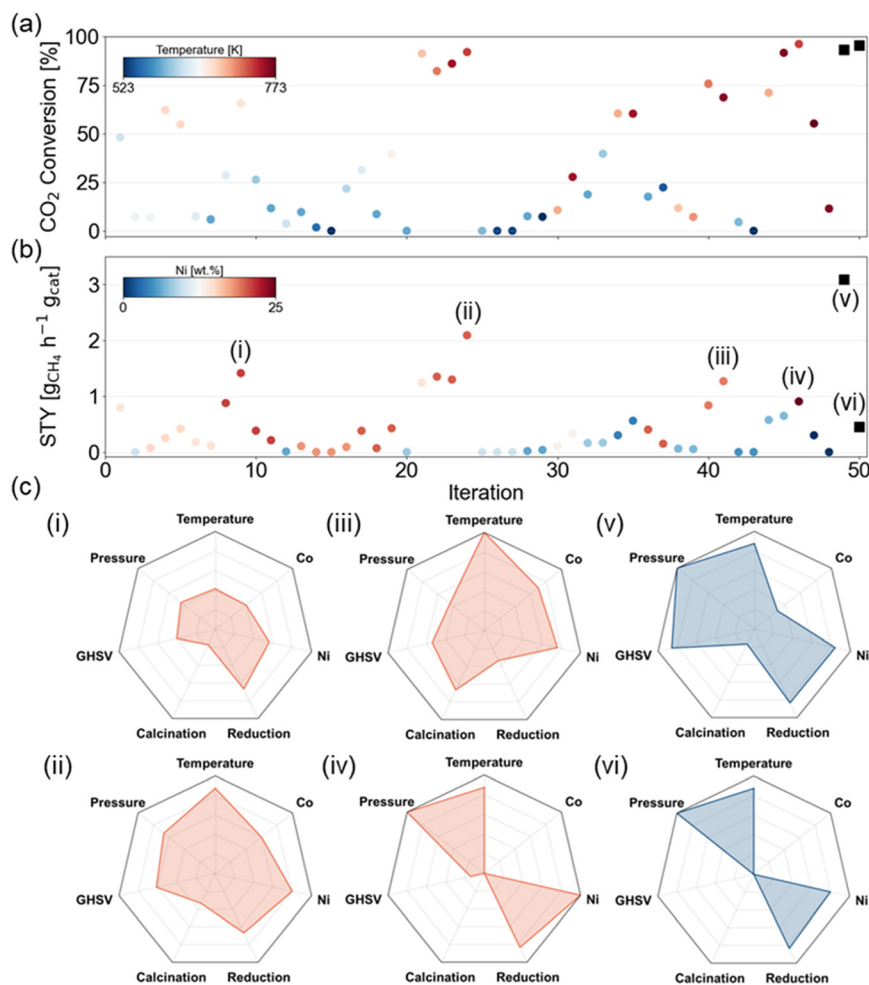 (a)
CO₂ Conversion [%]
100
75
50
25
0
Temperature [K]
523 773
(b)
STY [gCH₄ h⁻¹ gcat]
3
2
1
0
Ni [wt.%]
0 25
(i)
(ii)
(iii)
(iv)
(v)
(vi)
0 10 20 30 40 50
Iteration
(c)
(i)
Temperature
Co
Ni
Reduction
Calcination
GHSV
Pressure
(iii)
Temperature
Co
Ni
Reduction
Calcination
GHSV
Pressure
(v)
Temperature
Co
Ni
Reduction
Calcination
GHSV
Pressure
(ii)
Temperature
Co
Ni
Reduction
Calcination
GHSV
Pressure
(iv)
Temperature
Co
Ni
Reduction
Calcination
GHSV
Pressure
(vi)
Temperature
Co
Ni
Reduction
Calcination
GHSV
Pressure